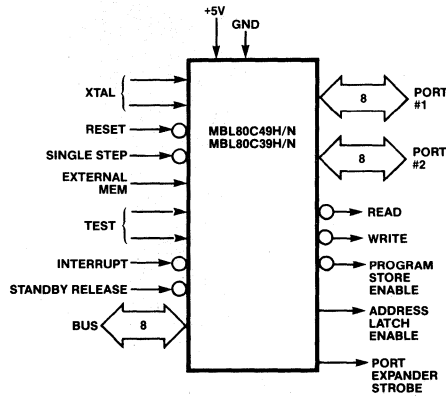 +5V
GND
XTAL
RESET
SINGLE STEP
EXTERNAL
MEM
TEST
INTERRUPT
STANDBY RELEASE
BUS
8
MBL80C49H/N
MBL80C39H/N
8
PORT
#1
8
PORT
#2
READ
WRITE
PROGRAM
STORE
ENABLE
ADDRESS
LATCH
ENABLE
PORT
EXPANDER
STROBE